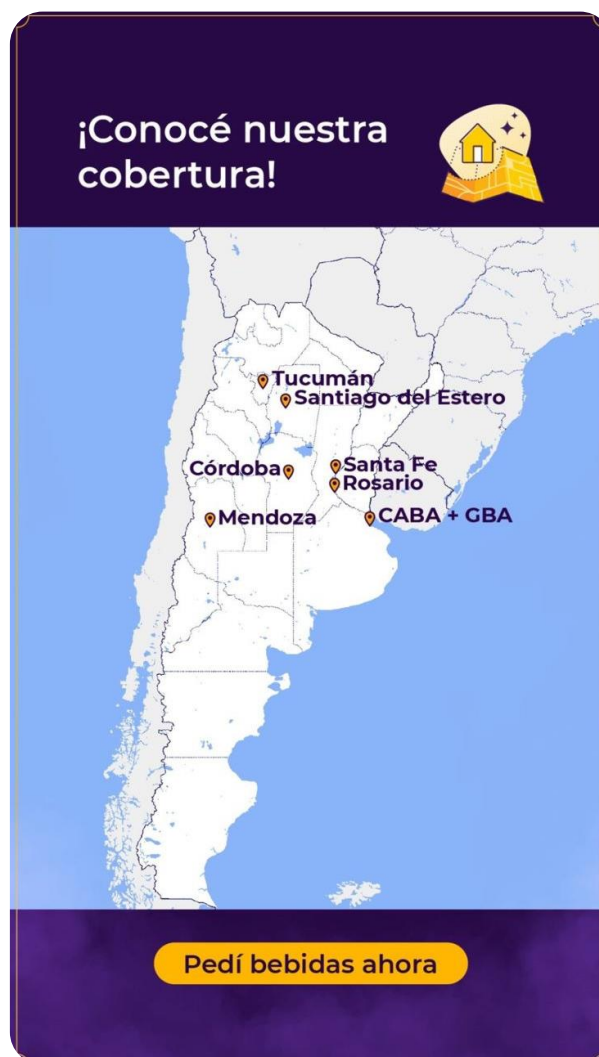 ¡Conocé nuestra
cobertura!
Tucumán
Santiago del Estero
Córdoba
Santa Fe
Rosario
Mendoza
CABA + GBA
Pedí bebidas ahora